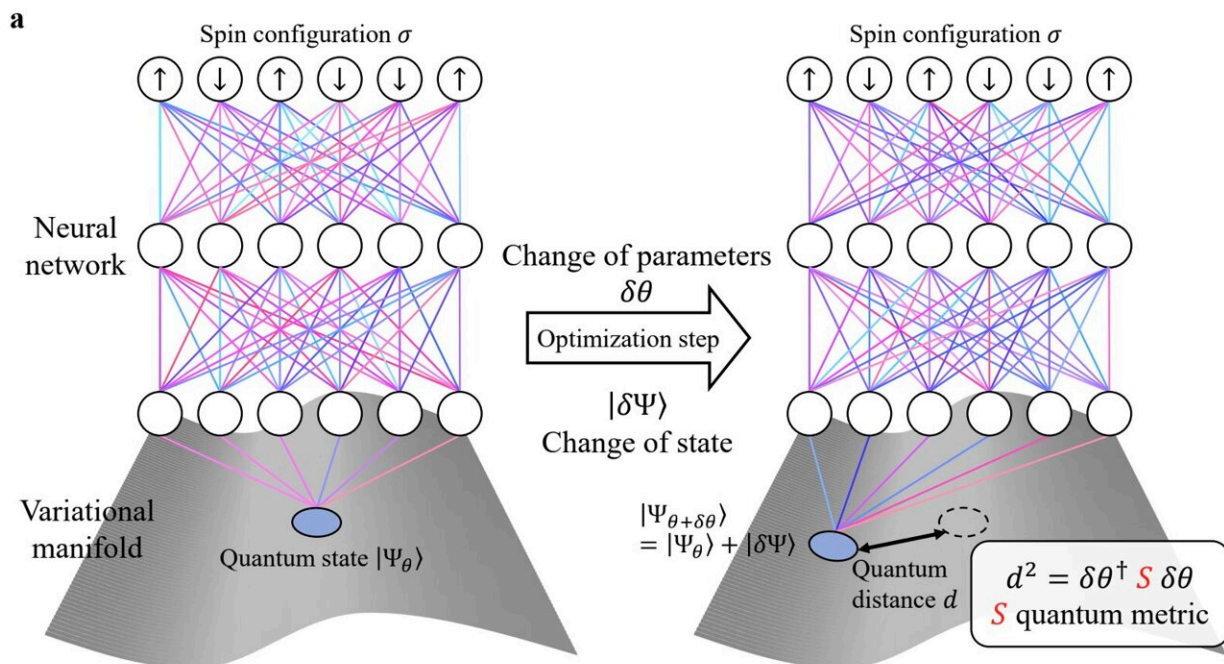 a
Spin configuration σ
↑ ↓ ↑ ↓ ↓ ↑
Neural
network
Variational
manifold
Quantum state |Ψ_θ⟩
Change of parameters
δθ
Optimization step
|δΨ⟩
Change of state
Spin configuration σ
↑ ↓ ↑ ↓ ↓ ↑
|Ψ_{θ+δθ}⟩
= |Ψ_θ⟩ + |δΨ⟩
Quantum
distance d
d² = δθ† S δθ
S quantum metric